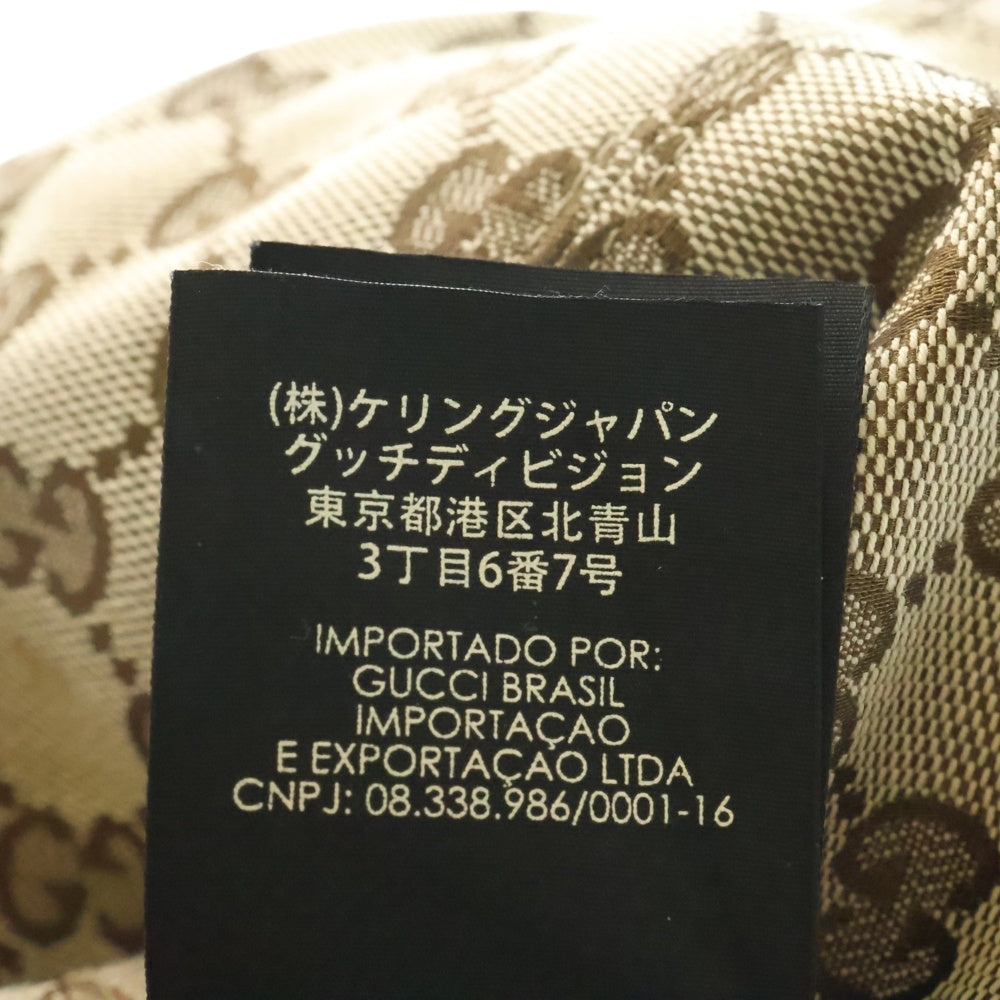 (株)ケリングジャパン
グッチディビジョン
東京都港区北青山
3丁目6番7号
IMPORTADO POR:
GUCCI BRASIL
IMPORTAÇAO
E EXPORTAÇAO LTDA
CNPJ: 08.338.986/0001-16